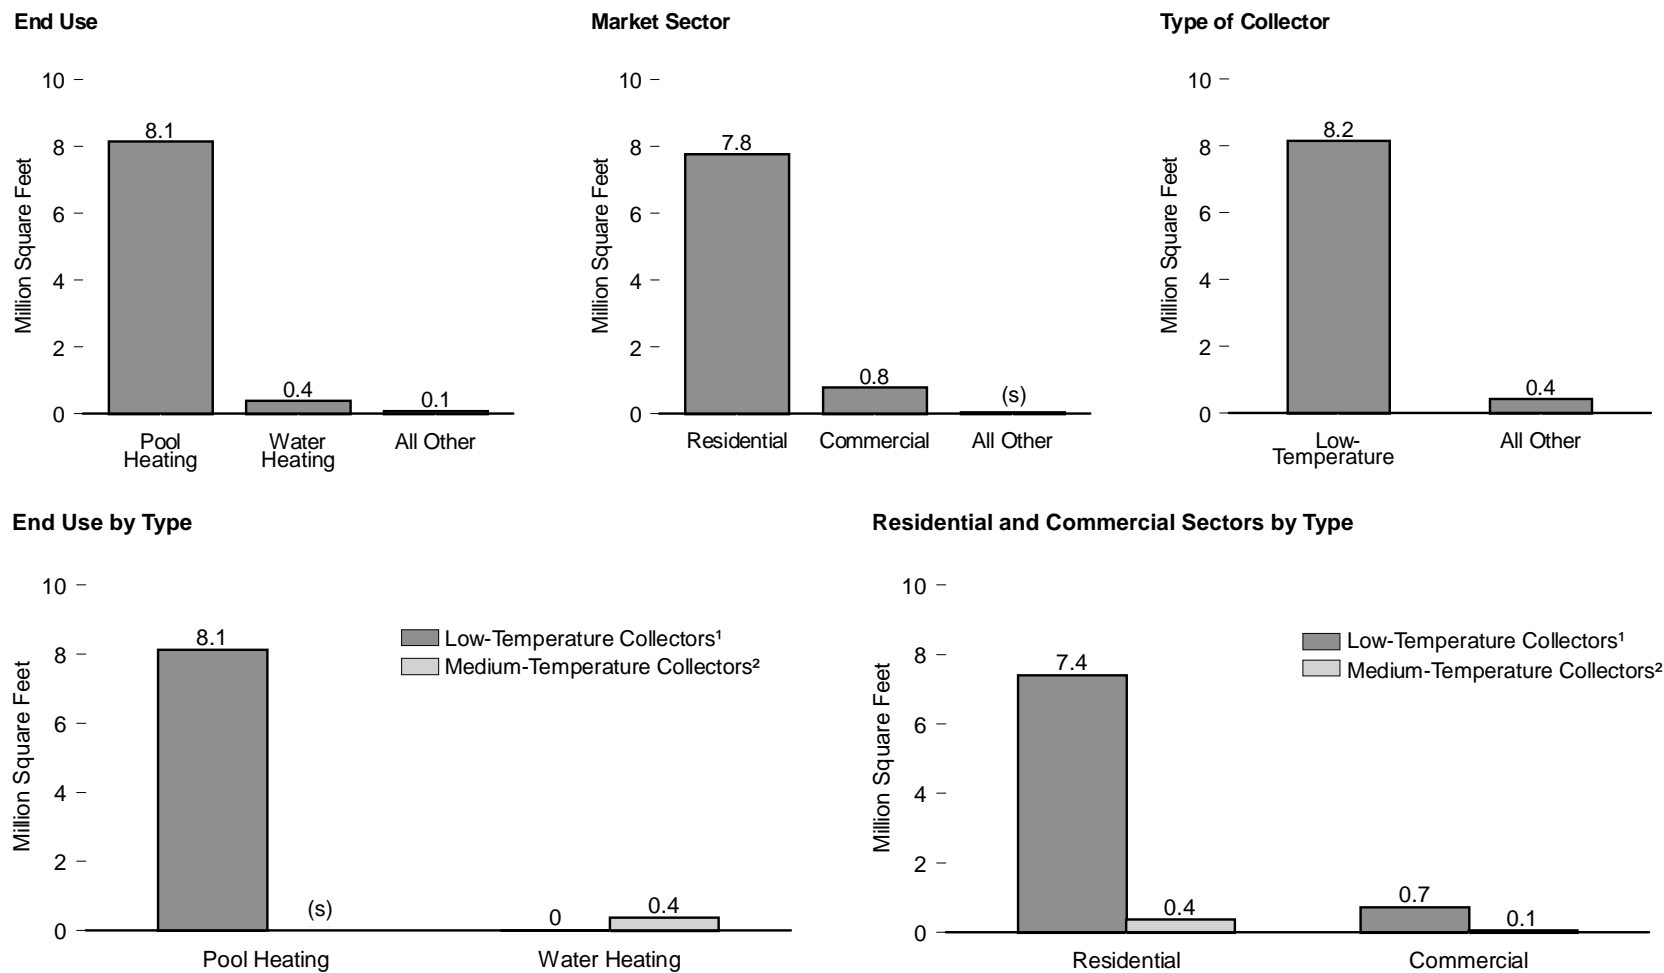 End Use
Market Sector
Type of Collector
Million Square Feet
10
8
6
4
2
0
8.1
0.4
0.1
Pool
Heating
Water
Heating
All Other
Million Square Feet
10
8
6
4
2
0
7.8
0.8
(s)
Residential
Commercial
All Other
Million Square Feet
10
8
6
4
2
0
8.2
0.4
Low-
Temperature
All Other
End Use by Type
Million Square Feet
10
8
6
4
2
0
8.1
(s)
0
0.4
Low-Temperature Collectors¹
Medium-Temperature Collectors²
Pool Heating
Water Heating
Residential and Commercial Sectors by Type
Million Square Feet
10
8
6
4
2
0
7.4
0.4
0.7
0.1
Low-Temperature Collectors¹
Medium-Temperature Collectors²
Residential
Commercial